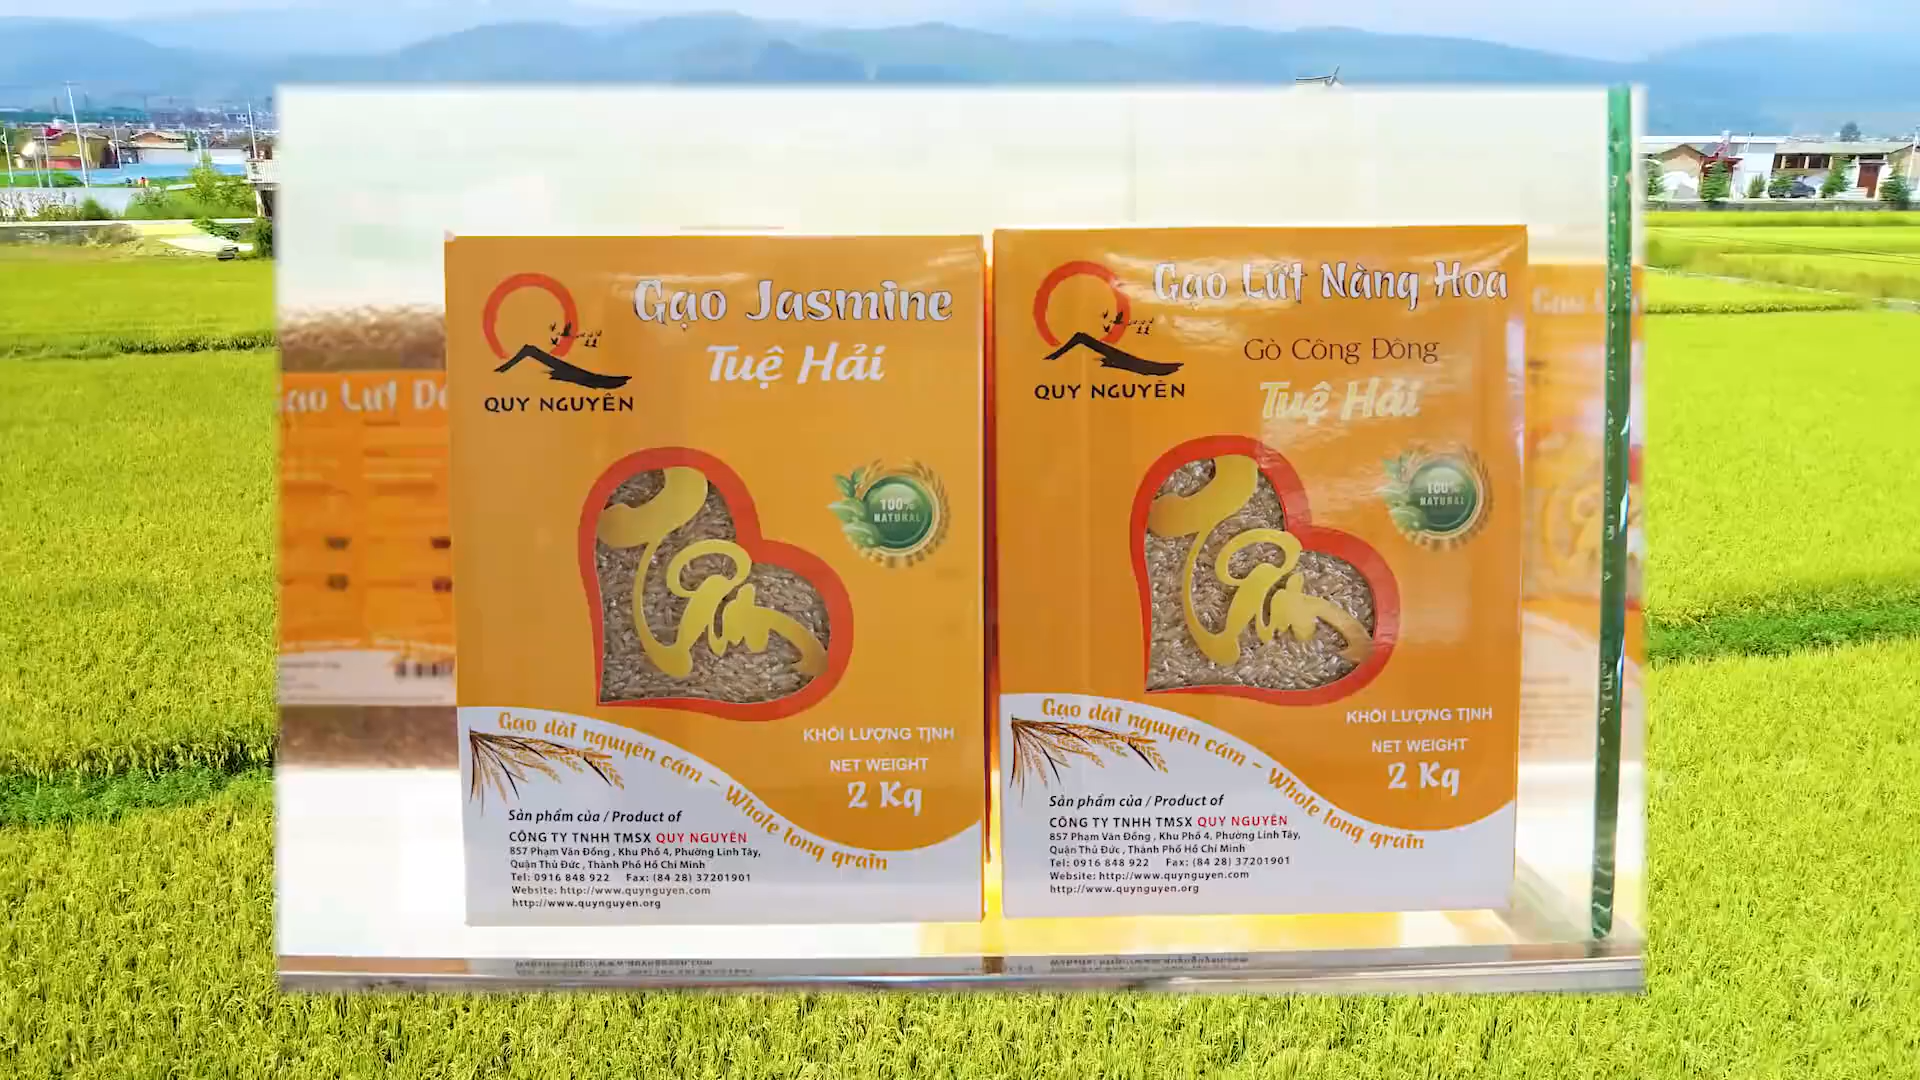 Gạo Jasmine
Tuệ Hải
QUY NGUYÊN
100%
NATURAL
KHỐI LƯỢNG TỊNH
NET WEIGHT
2 Kg
Gạo dài nguyên cám – Whole long grain
Sản phẩm của / Product of
CÔNG TY TNHH TMSX QUY NGUYÊN
857 Phạm Văn Đồng , Khu Phố 4, Phường Linh Tây,
Quận Thủ Đức , Thành Phố Hồ Chí Minh
Tel: 0916 848 922 Fax: (84 28) 37201901
Website: http://www.quynguyen.com
http://www.quynguyen.org
Gạo Lứt Nàng Hoa
Gò Công Đông
Tuệ Hải
QUY NGUYÊN
100%
NATURAL
KHỐI LƯỢNG TỊNH
NET WEIGHT
2 Kg
Gạo dài nguyên cám – Whole long grain
Sản phẩm của / Product of
CÔNG TY TNHH TMSX QUY NGUYÊN
857 Phạm Văn Đồng , Khu Phố 4, Phường Linh Tây,
Quận Thủ Đức , Thành Phố Hồ Chí Minh
Tel: 0916 848 922 Fax: (84 28) 37201901
Website: http://www.quynguyen.com
http://www.quynguyen.org